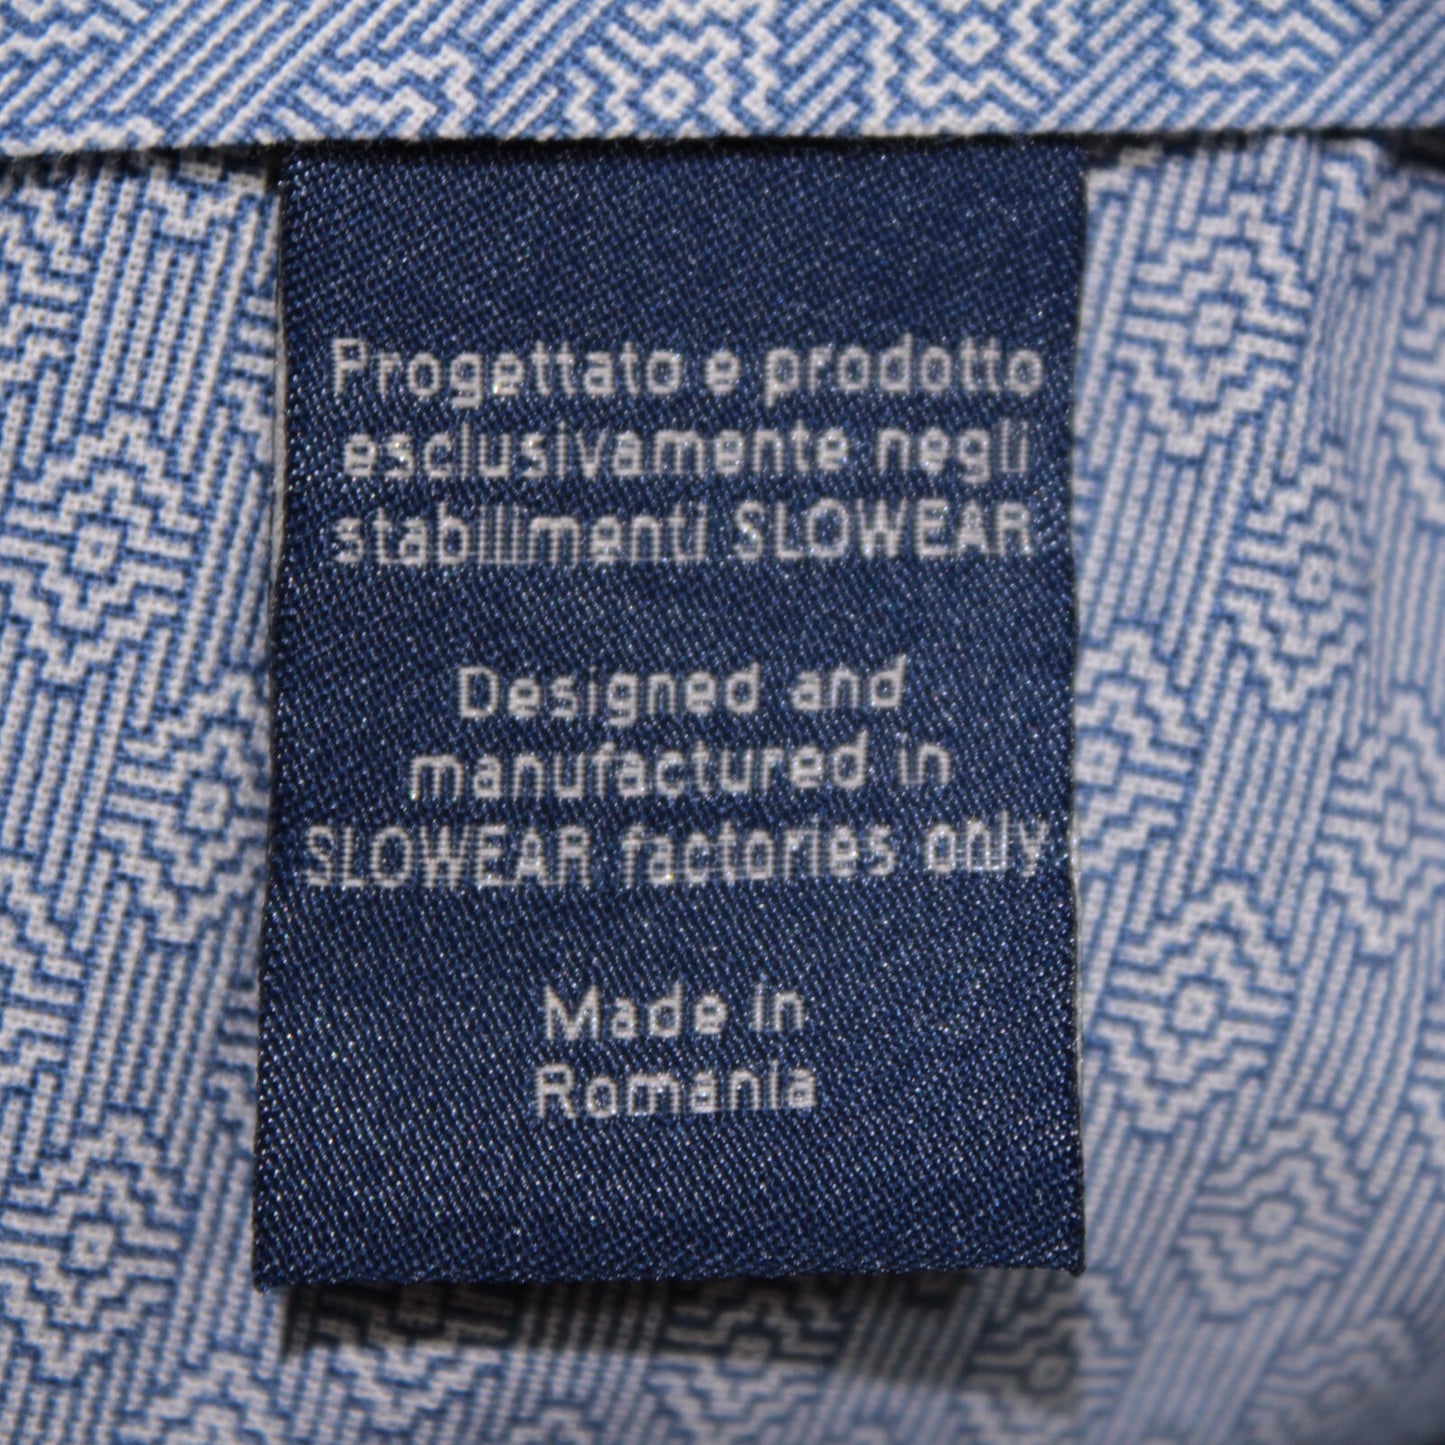 Progettato e prodotto
esclusivamente negli
stabilimenti SLOWEAR
Designed and
manufactured in
SLOWEAR factories only
Made in
Romania